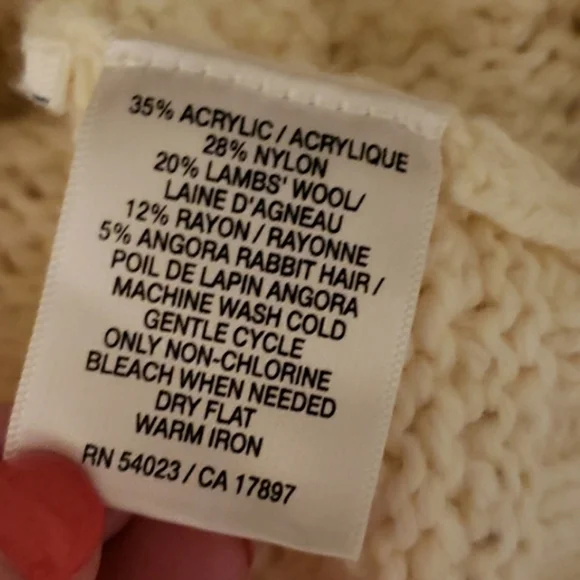 35% ACRYLIC / ACRYLIQUE
28% NYLON
20% LAMBS' WOOL/
LAINE D'AGNEAU
12% RAYON / RAYONNE
5% ANGORA RABBIT HAIR /
POIL DE LAPIN ANGORA
MACHINE WASH COLD
GENTLE CYCLE
ONLY NON-CHLORINE
BLEACH WHEN NEEDED
DRY FLAT
WARM IRON
RN 54023 / CA 17897